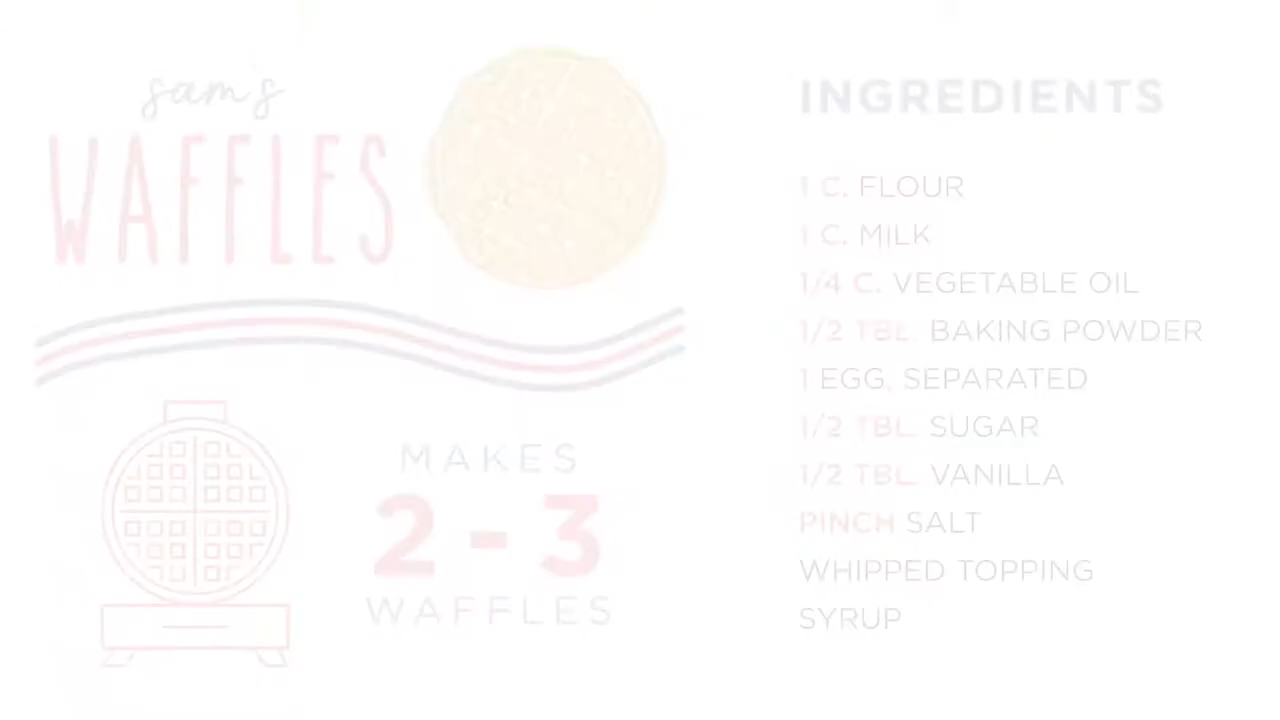 sam's
WAFFLES
MAKES
2 - 3
WAFFLES
INGREDIENTS
1 C. FLOUR
1 C. MILK
1/4 C. VEGETABLE OIL
1/2 TBL. BAKING POWDER
1 EGG, SEPARATED
1/2 TBL. SUGAR
1/2 TBL. VANILLA
PINCH SALT
WHIPPED TOPPING
SYRUP